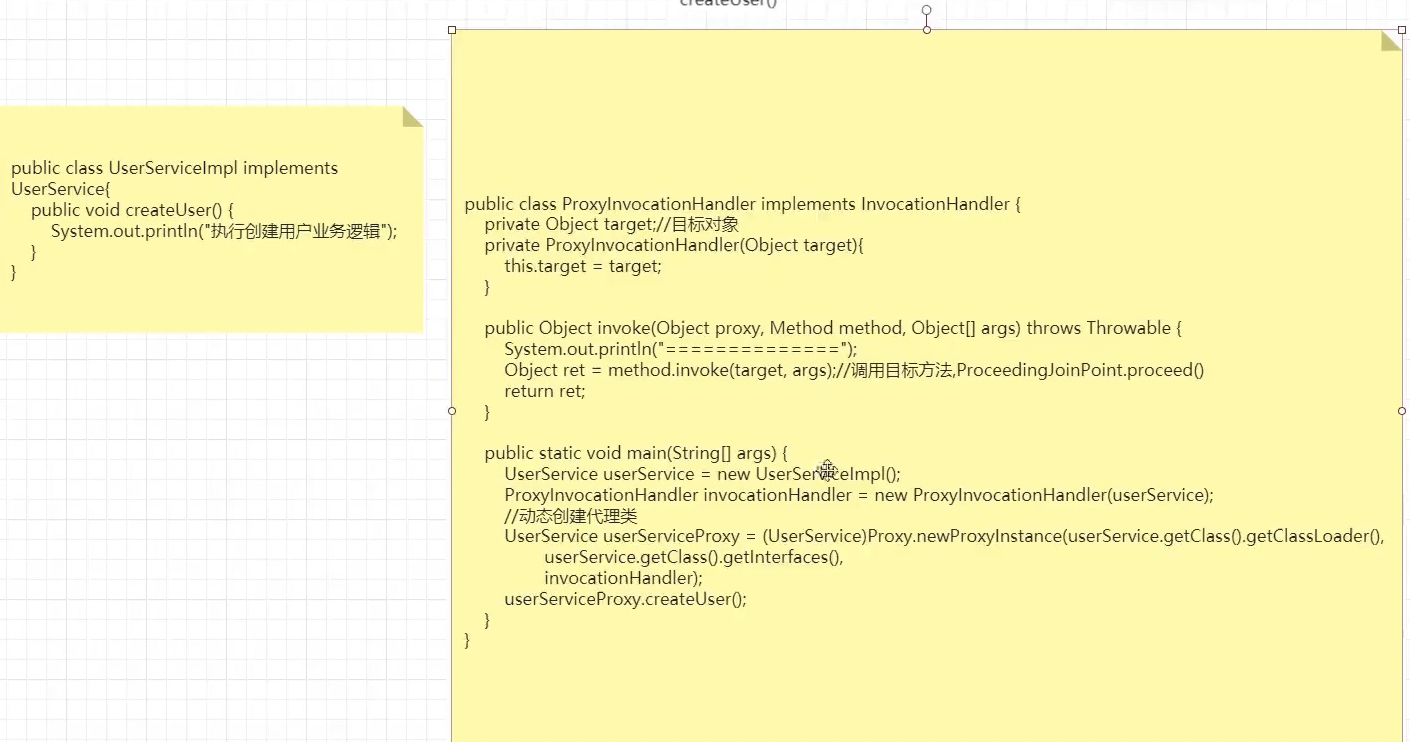 createUser()
public class UserServiceImpl implements
UserService{
public void createUser() {
System.out.println("执行创建用户业务逻辑");
}
}
public class ProxyInvocationHandler implements InvocationHandler {
private Object target;//目标对象
private ProxyInvocationHandler(Object target){
this.target = target;
}
public Object invoke(Object proxy, Method method, Object[] args) throws Throwable {
System.out.println("==============");
Object ret = method.invoke(target, args);//调用目标方法,ProceedingJoinPoint.proceed()
return ret;
}
public static void main(String[] args) {
UserService userService = new UserServiceImpl();
ProxyInvocationHandler invocationHandler = new ProxyInvocationHandler(userService);
//动态创建代理类
UserService userServiceProxy = (UserService)Proxy.newProxyInstance(userService.getClass().getClassLoader(),
userService.getClass().getInterfaces(),
invocationHandler);
userServiceProxy.createUser();
}
}